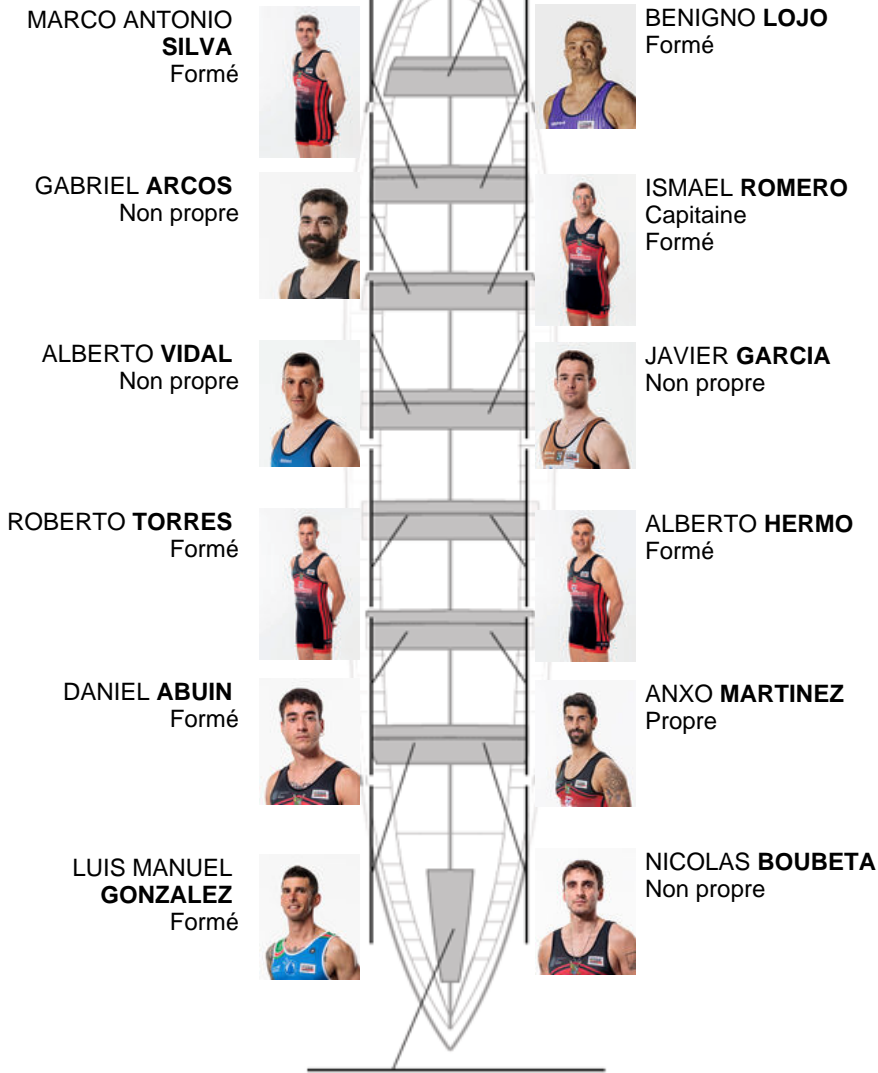 MARCO ANTONIO
SILVA
Formé
BENIGNO LOJO
Formé
GABRIEL ARCOS
Non propre
ISMAEL ROMERO
Capitaine
Formé
ALBERTO VIDAL
Non propre
JAVIER GARCIA
Non propre
ROBERTO TORRES
Formé
ALBERTO HERMO
Formé
DANIEL ABUIN
Formé
ANXO MARTINEZ
Propre
LUIS MANUEL
GONZALEZ
Formé
NICOLAS BOUBETA
Non propre